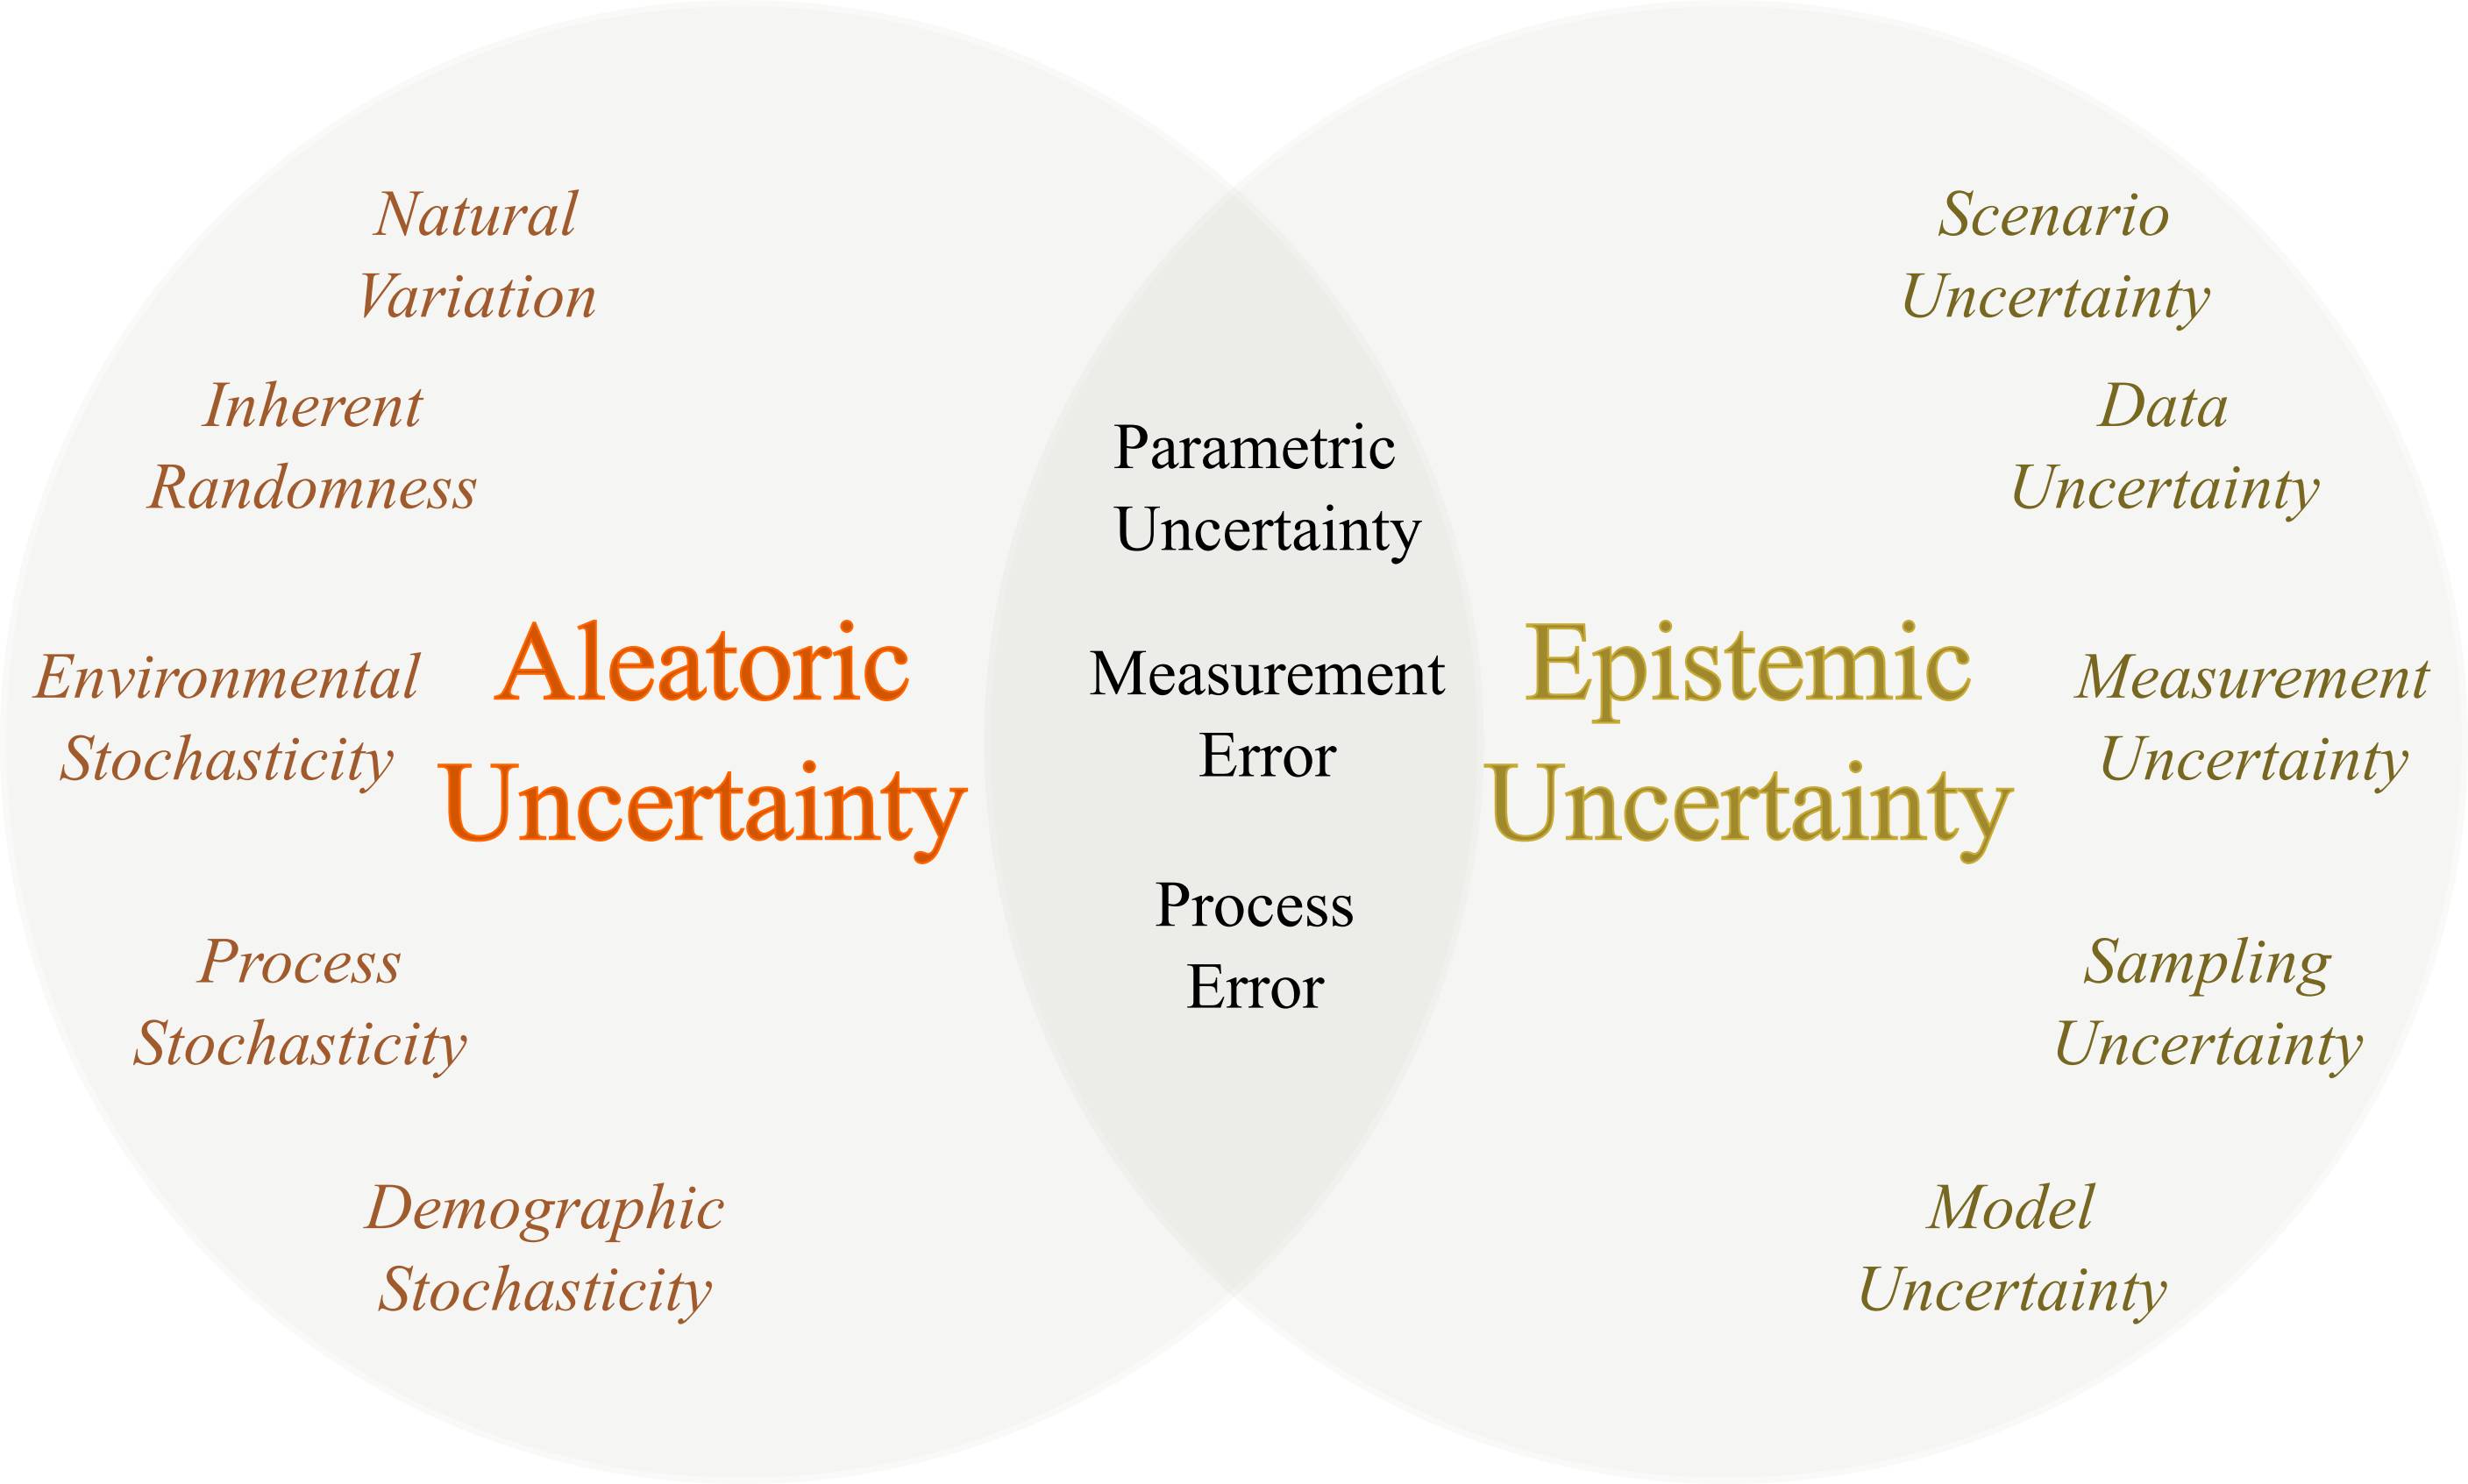 Natural
Variation
Inherent
Randomness
Environmental
Stochasticity
Process
Stochasticity
Demographic
Stochasticity
Aleatoric
Uncertainty
Parametric
Uncertainty
Measurement
Error
Process
Error
Epistemic
Uncertainty
Scenario
Uncertainty
Data
Uncertainty
Measurement
Uncertainty
Sampling
Uncertainty
Model
Uncertainty